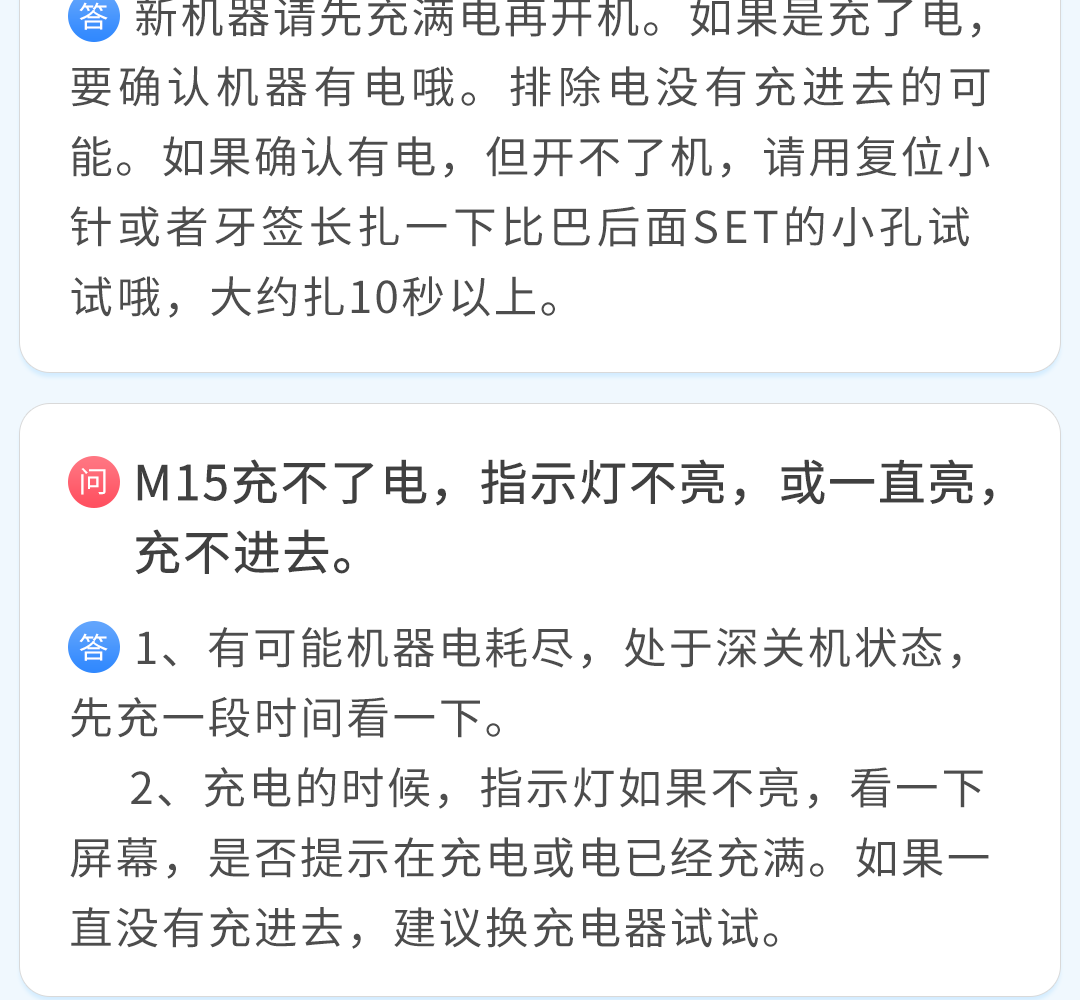 答 新机器请先充满电再开机。如果是充了电，
要确认机器有电哦。排除电没有充进去的可
能。如果确认有电，但开不了机，请用复位小
针或者牙签长扎一下比巴后面SET的小孔试
试哦，大约扎10秒以上。
问 M15充不了电，指示灯不亮，或一直亮，
充不进去。
答 1、有可能机器电耗尽，处于深关机状态，
先充一段时间看一下。
2、充电的时候，指示灯如果不亮，看一下
屏幕，是否提示在充电或电已经充满。如果一
直没有充进去，建议换充电器试试。